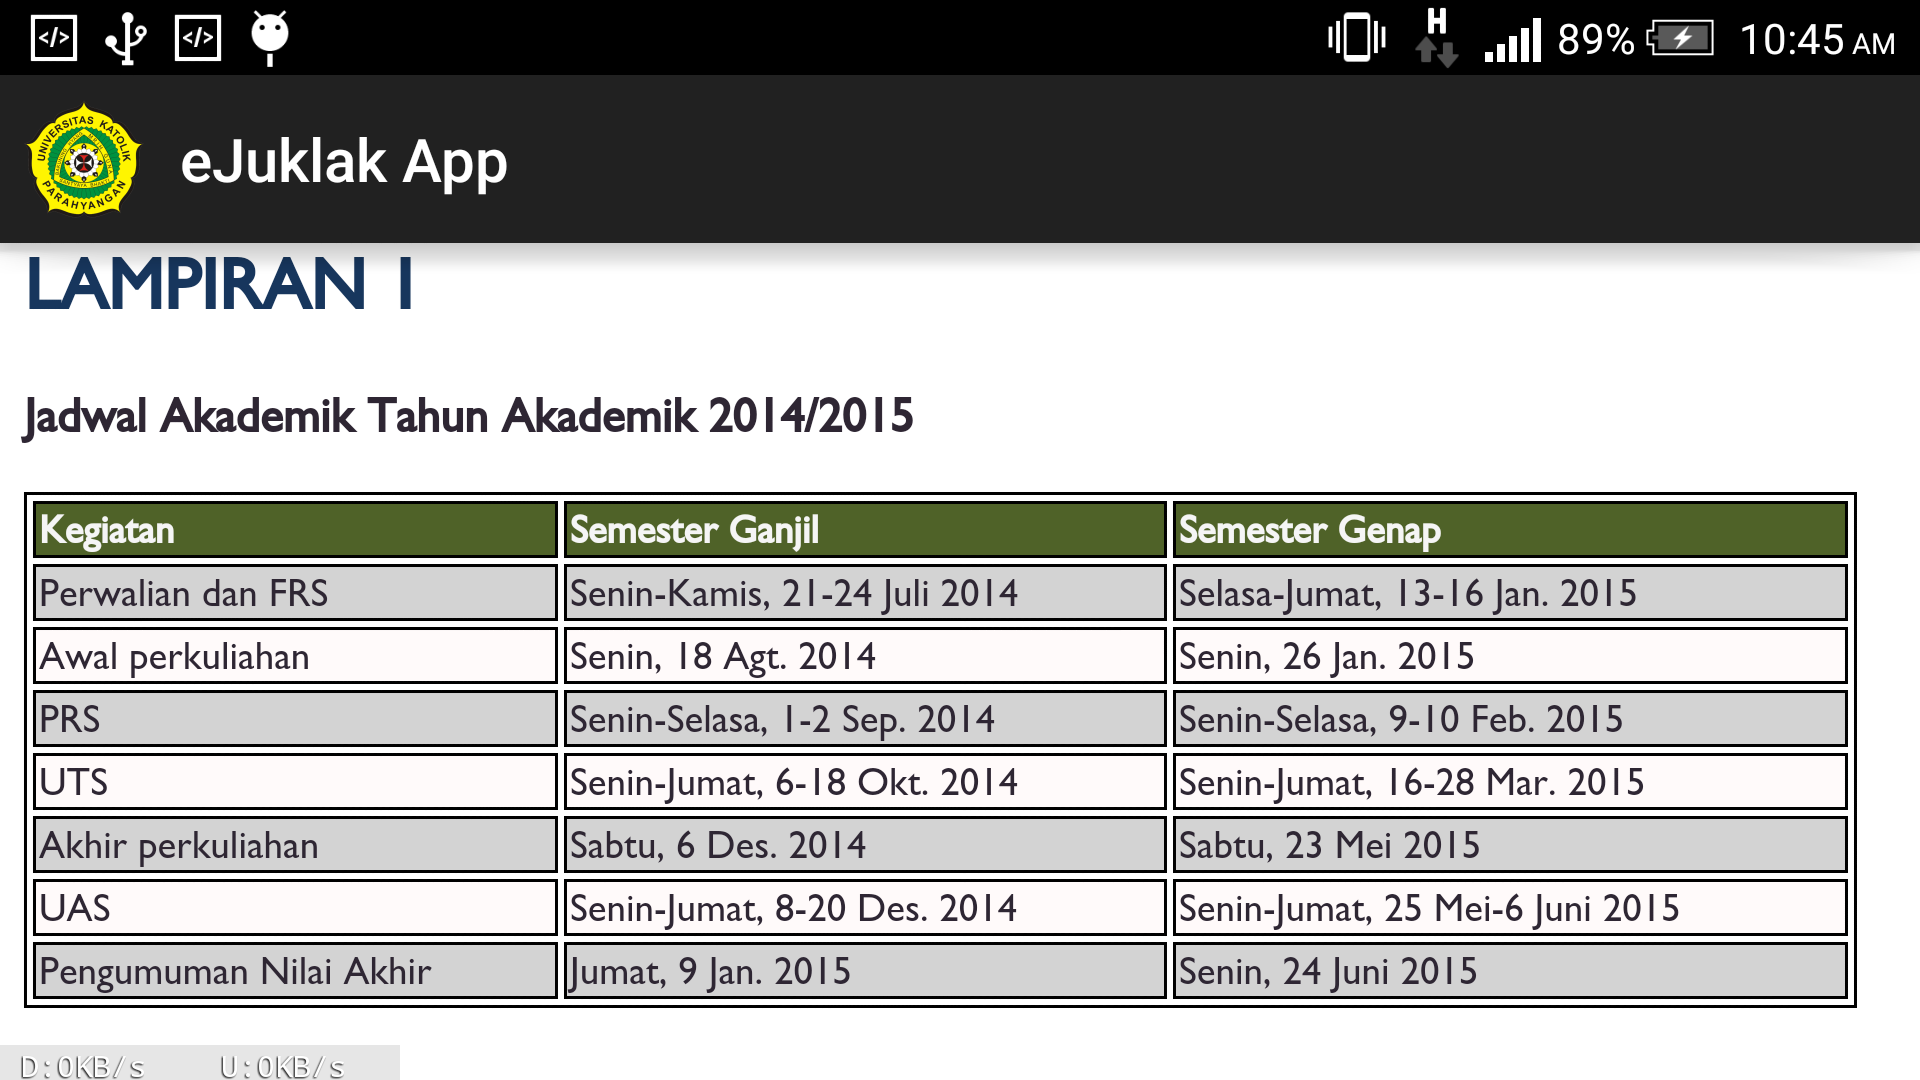 89% 10:45 AM
UNIVERSITAS KATOLIK
PARAHYANGAN
eJuklak App
LAMPIRAN 1
Jadwal Akademik Tahun Akademik 2014/2015
Kegiatan Semester Ganjil Semester Genap
Perwalian dan FRS Senin-Kamis, 21-24 Juli 2014 Selasa-Jumat, 13-16 Jan. 2015
Awal perkuliahan Senin, 18 Agt. 2014 Senin, 26 Jan. 2015
PRS Senin-Selasa, 1-2 Sep. 2014 Senin-Selasa, 9-10 Feb. 2015
UTS Senin-Jumat, 6-18 Okt. 2014 Senin-Jumat, 16-28 Mar. 2015
Akhir perkuliahan Sabtu, 6 Des. 2014 Sabtu, 23 Mei 2015
UAS Senin-Jumat, 8-20 Des. 2014 Senin-Jumat, 25 Mei-6 Juni 2015
Pengumuman Nilai Akhir Jumat, 9 Jan. 2015 Senin, 24 Juni 2015
D:0KB/s U:0KB/s